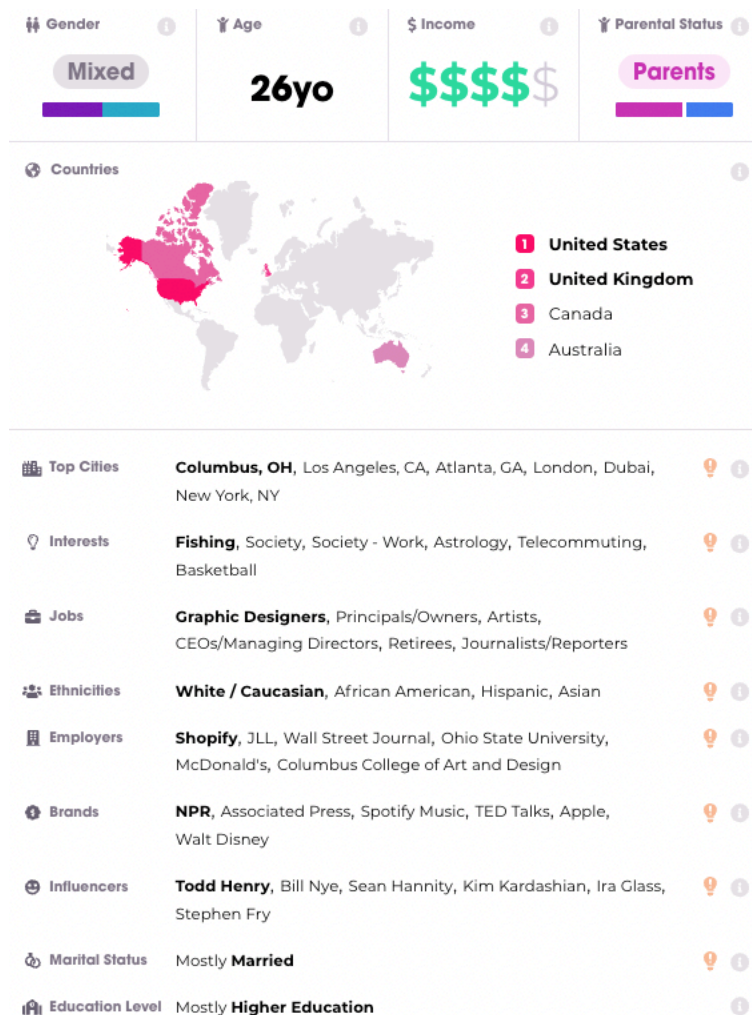 Gender
Age
$ Income
Parental Status
Mixed
26yo
$$$$$
Parents
Countries
1 United States
2 United Kingdom
3 Canada
4 Australia
Top Cities
Columbus, OH, Los Angeles, CA, Atlanta, GA, London, Dubai,
New York, NY
Interests
Fishing, Society, Society - Work, Astrology, Telecommuting,
Basketball
Jobs
Graphic Designers, Principals/Owners, Artists,
CEOs/Managing Directors, Retirees, Journalists/Reporters
Ethnicities
White / Caucasian, African American, Hispanic, Asian
Employers
Shopify, JLL, Wall Street Journal, Ohio State University,
McDonald's, Columbus College of Art and Design
Brands
NPR, Associated Press, Spotify Music, TED Talks, Apple,
Walt Disney
Influencers
Todd Henry, Bill Nye, Sean Hannity, Kim Kardashian, Ira Glass,
Stephen Fry
Marital Status
Mostly Married
Education Level
Mostly Higher Education